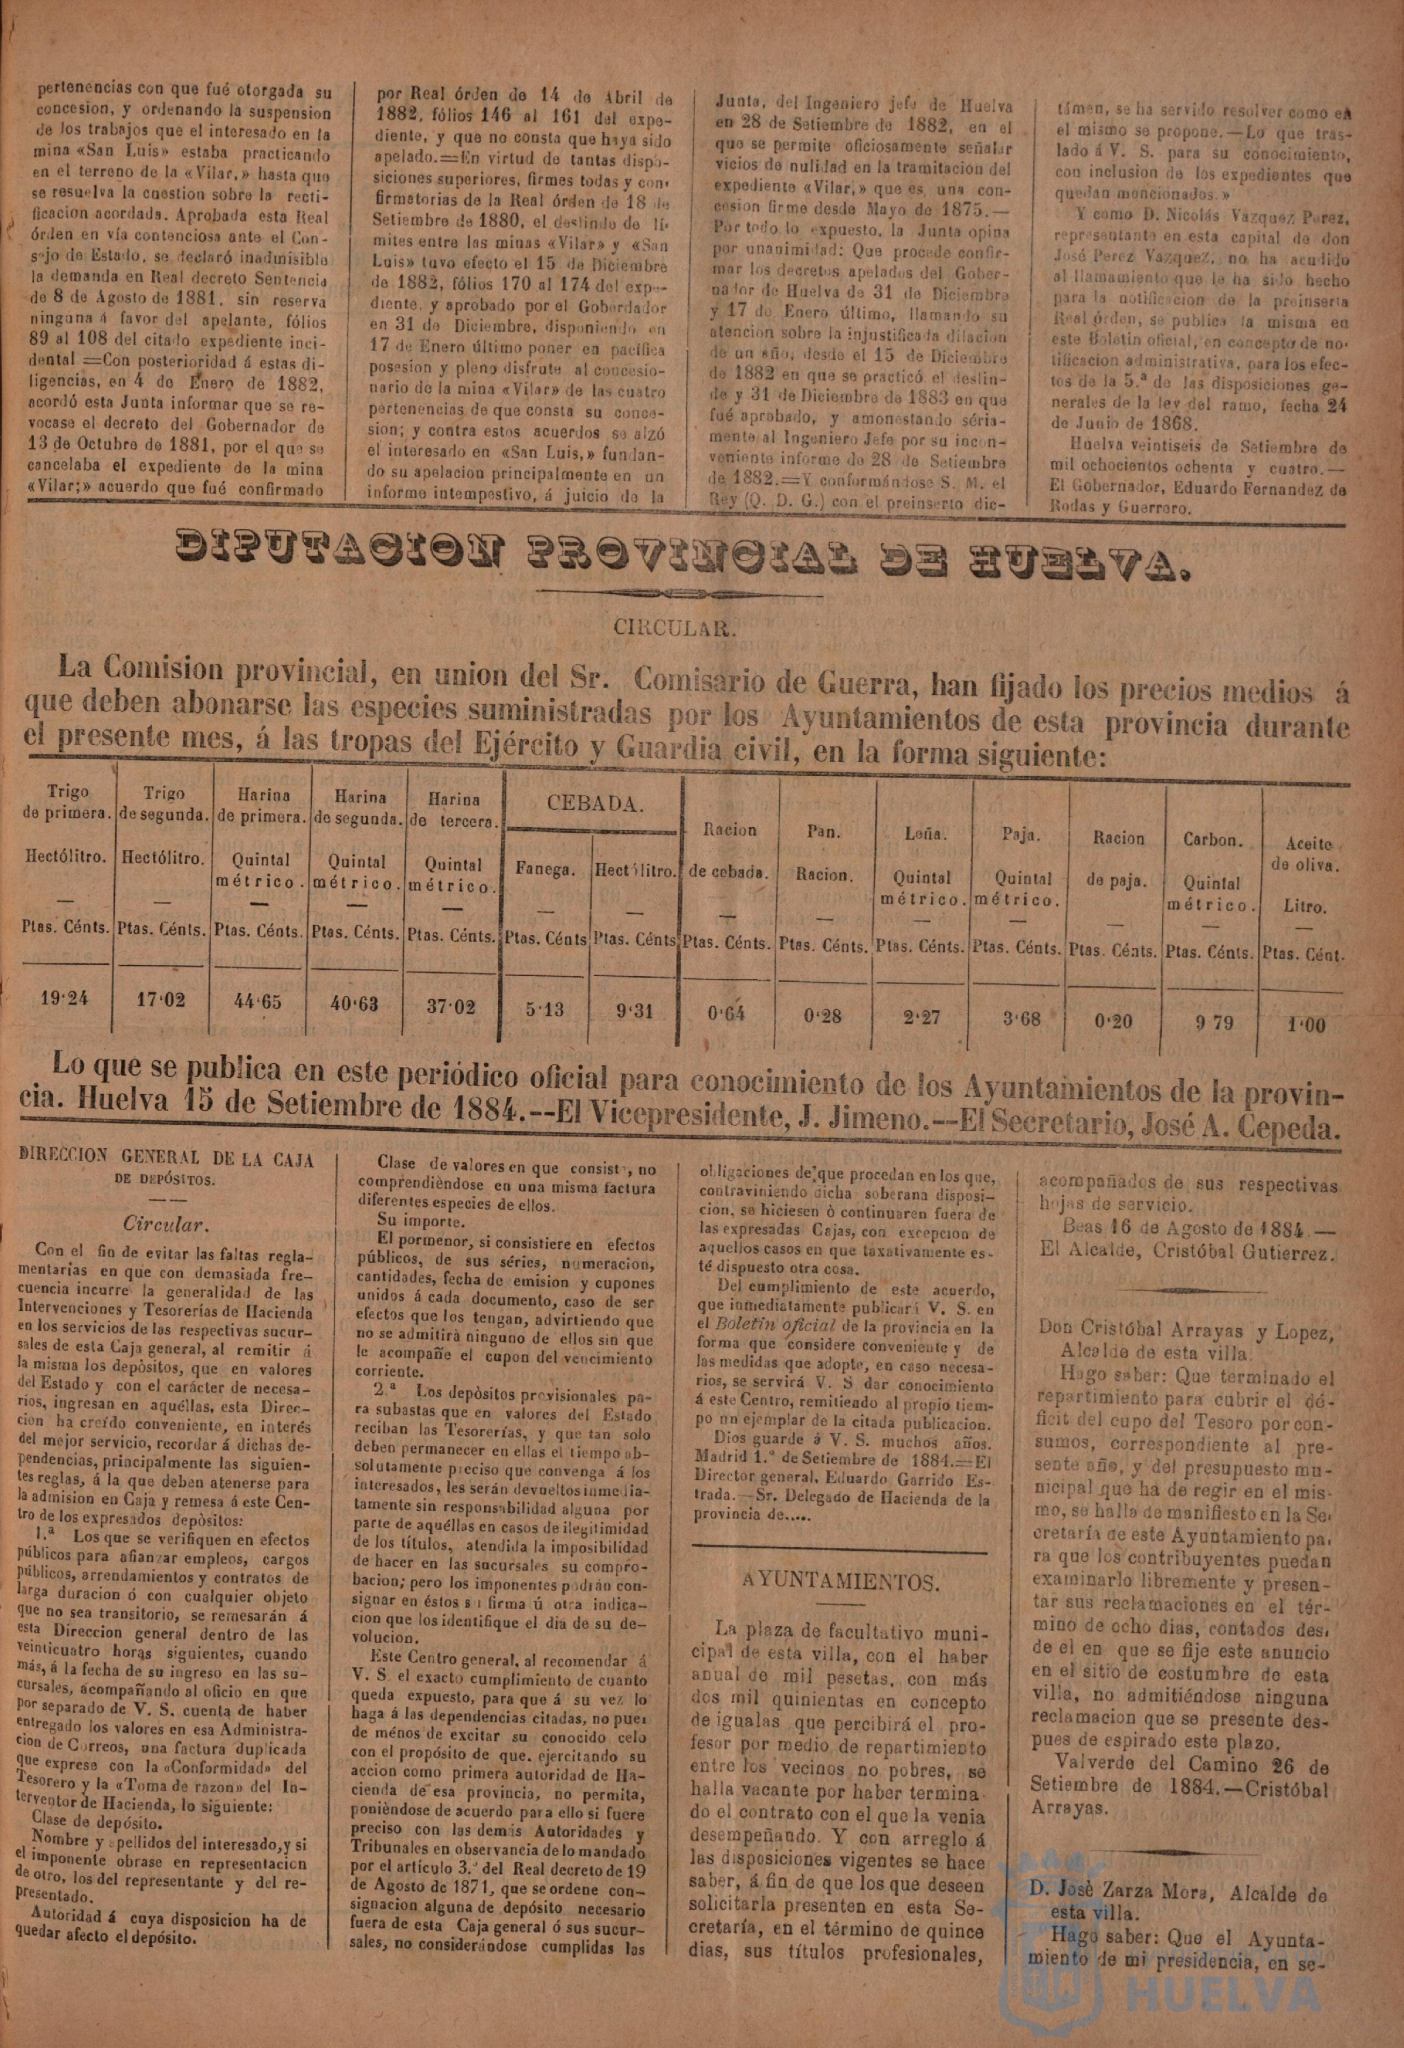 pertenencias con que fué otorgada su
concesion, y ordenando la suspension
de los trabajos que el interesado en la
mina «San Luis» estaba practicando
en el terreno de la «Vilar,» hasta que
se resuelva la cuestion sobre la recti-
ficacion acordada. Aprobada esta Real
órden en vía contenciosa ante el Con-
sejo de Estado, se declaró inadmisible
la demanda en Real decreto Sentencia
de 8 de Agosto de 1881, sin reserva
ninguna á favor del apelante, fólios
89 al 108 del citado expediente inci-
dental.=Con posterioridad á estas di-
ligencias, en 4 de Enero de 1882,
acordó esta Junta informar que se re-
vocase el decreto del Gobernador de
13 de Octubre de 1881, por el que se
cancelaba el expediente de la mina
«Vilar;» acuerdo que fué confirmado
por Real órden de 14 de Abril de
1882, fólios 146 al 161 del expe-
diente, y que no consta que haya sido
apelado.=En virtud de tantas dispo-
siciones superiores, firmes todas y con-
firmatorias de la Real órden de 18 de
Setiembre de 1880, el deslinde de lí-
mites entre las minas «Vilar» y «San
Luis» tuvo efecto el 15 de Diciembre
de 1882, fólios 170 al 174 del expe-
diente, y aprobado por el Gobernador
en 31 de Diciembre, disponiendo en
17 de Enero último poner en pacífica
posesion y pleno disfrute al concesio-
nario de la mina «Vilar» de las cuatro
pertenencias de que consta su conce-
sion; y contra estos acuerdos se alzó
el interesado en «San Luis,» fundan-
do su apelacion principalmente en un
informe intempestivo, á juicio de la
Junta, del Ingeniero jefe de Huelva
en 28 de Setiembre de 1882, en el
que se permite oficiosamente señalar
vicios de nulidad en la tramitacion del
expediente «Vilar,» que es una con-
cesion firme desde Mayo de 1875.—
Por todo lo expuesto, la Junta opina
por unanimidad: Que procede confir-
mar los decretos apelados del Gober-
nador de Huelva de 31 de Diciembre
y 17 de Enero último, llamando su
atencion sobre la injustificada dilacion
de un año, desde el 15 de Diciembre
de 1882 en que se practicó el deslin-
de y 31 de Diciembre de 1883 en que
fué aprobado, y amonestando séria-
mente al Ingeniero Jefe por su incon-
veniente informe de 28 de Setiembre
de 1882.=Y conformándose S. M. el
Rey (Q. D. G.) con el preinserto dic-
támen, se ha servido resolver como en
el mismo se propone.—Lo que tras-
lado á V. S. para su conocimiento,
con inclusion de los expedientes que
quedan mencionados.»
Y como D. Nicolás Vazquez Perez,
representante en esta capital de don
José Perez Vazquez, no ha acudido
al llamamiento que le ha sido hecho
para la notificacion de la preinserta
Real órden, se publica la misma en
este Boletin oficial, en concepto de no-
tificacion administrativa, para los efec-
tos de la 5.ª de las disposiciones ge-
nerales de la ley del ramo, fecha 24
de Junio de 1868.
Huelva veintiseis de Setiembre de
mil ochocientos ochenta y cuatro.—
El Gobernador, Eduardo Fernandez de
Rodas y Guerrero.
DIPUTACION PROVINCIAL DE HUELVA.
CIRCULAR.
La Comision provincial, en union del Sr. Comisario de Guerra, han fijado los precios medios á
que deben abonarse las especies suministradas por los Ayuntamientos de esta provincia durante
el presente mes, á las tropas del Ejército y Guardia civil, en la forma siguiente:
Trigo de primera. Trigo de segunda. Harina de primera. Harina de segunda. Harina de tercera. CEBADA. Racion de cebada. Pan. Leña. Paja. Racion de paja. Carbon. Aceite de oliva.
Hectólitro. Hectólitro. Quintal métrico. Quintal métrico. Quintal métrico. Fanega. Hectólitro. Racion. Quintal métrico. Quintal métrico. Quintal métrico. Litro.
Ptas. Cénts. Ptas. Cénts. Ptas. Cénts. Ptas. Cénts. Ptas. Cénts. Ptas. Cénts Ptas. Cénts Ptas. Cénts. Ptas. Cénts. Ptas. Cénts. Ptas. Cénts. Ptas. Cénts. Ptas. Cénts. Ptas. Cént.
19·24 17·02 44·65 40·63 37·02 5·13 9·31 0·64 0·28 2·27 3·68 0·20 9 79 1·00
Lo que se publica en este periódico oficial para conocimiento de los Ayuntamientos de la provin-
cia. Huelva 15 de Setiembre de 1884.--El Vicepresidente, J. Jimeno.--El Secretario, José A. Cepeda.
DIRECCION GENERAL DE LA CAJA
DE DEPÓSITOS.
Circular.
Con el fin de evitar las faltas regla-
mentarias en que con demasiada fre-
cuencia incurre la generalidad de las
Intervenciones y Tesorerías de Hacienda
en los servicios de las respectivas sucur-
sales de esta Caja general, al remitir á
la misma los depòsitos, que en valores
del Estado y con el carácter de necesa-
rios, ingresan en aquéllas, esta Direc-
cion ha creído conveniente, en interés
del mejor servicio, recordar á dichas de-
pendencias, principalmente las siguien-
tes reglas, á la que deben atenerse para
la admision en Caja y remesa á este Cen-
tro de los expresados depòsitos:
1.ª Los que se verifiquen en efectos
públicos para afianzar empleos, cargos
públicos, arrendamientos y contratos de
larga duracion ó con cualquier objeto
que no sea transitorio, se remesarán á
esta Direccion general dentro de las
veinticuatro horas siguientes, cuando
más, á la fecha de su ingreso en las su-
cursales, acompañando al oficio en que
por separado de V. S. cuenta de haber
entregado los valores en esa Administra-
cion de Correos, una factura duplicada
que exprese con la «Conformidad» del
Tesorero y la «Toma de razon» del In-
terventor de Hacienda, lo siguiente:
Clase de depósito.
Nombre y apellidos del interesado, y si
el imponente obrase en representacion
de otro, los del representante y del re-
presentado.
Autoridad á cuya disposicion ha de
quedar afecto el depósito.
Clase de valores en que consiste, no
comprendièndose en una misma factura
diferentes especies de ellos.
Su importe.
El pormenor, si consistiere en efectos
públicos, de sus séries, numeracion,
cantidades, fecha de emision y cupones
unidos á cada documento, caso de ser
efectos que los tengan, advirtiendo que
no se admitirà ninguno de ellos sin que
le acompañe el cupon del vencimiento
corriente.
2.ª Los depòsitos provisionales pa-
ra subastas que en valores del Estado
reciban las Tesorerías, y que tan solo
deben permanecer en ellas el tiempo ab-
solutamente preciso que convenga á los
interesados, les serán devueltos inmedia-
tamente sin responsabilidad alguna por
parte de aquéllas en casos de ilegitimidad
de los títulos, atendida la imposibilidad
de hacer en las sucursales su compro-
bacion; pero los imponentes podrán con-
signar en éstos su firma ú otra indica-
cion que los identifique el dia de su de-
volucion.
Este Centro general, al recomendar á
V. S. el exacto cumplimiento de cuanto
queda expuesto, para que á su vez lo
haga á las dependencias citadas, no puede
de ménos de excitar su conocido celo
con el propósito de que, ejercitando su
accion como primera autoridad de Ha-
cienda de esa provincia, no permita,
poniéndose de acuerdo para ello si fuere
preciso con las demás Autoridades y
Tribunales en observancia de lo mandado
por el artículo 3.º del Real decreto de 19
de Agosto de 1871, que se ordene con-
signacion alguna de depósito necesario
fuera de esta Caja general ó sus sucur-
sales, no considerándose cumplidas las
obligaciones de que procedan en los que,
contraviniendo dicha soberana disposi-
cion, se hiciesen ò continuaren fuera de
las expresadas Cajas, con excepcion de
aquellos casos en que taxativamente es-
té dispuesto otra cosa.
Del cumplimiento de este acuerdo,
que inmediatamente publicará V. S. en
el Boletin oficial de la provincia en la
forma que considere conveniente y de
las medidas que adopte, en caso necesa-
rios, se servirá V. S dar conocimiento
á este Centro, remitiendo al propio tiem-
po un ejemplar de la citada publicacion.
Dios guarde á V. S. muchos años.
Madrid 1.º de Setiembre de 1884.=El
Director general, Eduardo Garrido Es-
trada.—Sr. Delegado de Hacienda de la
provincia de.....
AYUNTAMIENTOS.
La plaza de facultativo muni-
cipal de esta villa, con el haber
anual de mil pesetas, con más
dos mil quinientas en concepto
de igualas que percibirá el pro-
fesor por medio de repartimiento
entre los vecinos no pobres, se
halla vacante por haber termina-
do el contrato con el que la venia
desempeñando. Y con arreglo á
las disposiciones vigentes se hace
saber, á fin de que los que deseen
solicitarla presenten en esta Se-
cretaría, en el término de quince
dias, sus títulos profesionales,
acompañados de sus respectivas
hojas de servicio.
Beas 16 de Agosto de 1884.—
El Alcalde, Cristóbal Gutierrez.
Don Cristóbal Arrayas y Lopez,
Alcalde de esta villa.
Hago saber: Que terminado el
repartimiento para cubrir el dé-
ficit del cupo del Tesoro por con-
sumos, correspondiente al pre-
sente año, y del presupuesto mu-
nicipal que ha de regir en el mis-
mo, se halla de manifiesto en la Se-
cretaría de este Ayuntamiento pa-
ra que los contribuyentes puedan
examinarlo libremente y presen-
tar sus reclamaciones en el tér-
mino de ocho dias, contados des-
de el en que se fije este anuncio
en el sitio de costumbre de esta
villa, no admitiéndose ninguna
reclamacion que se presente des-
pues de espirado este plazo.
Valverde del Camino 26 de
Setiembre de 1884.—Cristóbal
Arrayas.
D. Josè Zarza Mora, Alcalde de
esta villa.
Hago saber: Que el Ayunta-
miento de mi presidencia, en se-
HUELVA